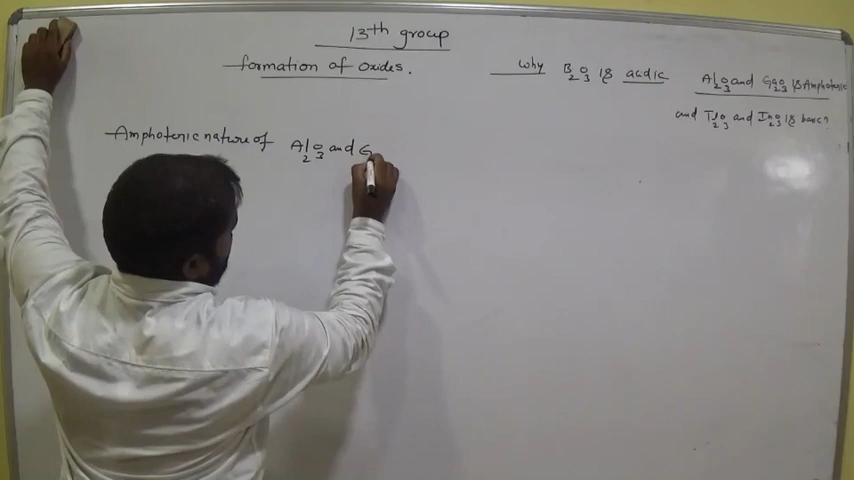 13th group
formation of oxides.
Why B2O3 is acidic Al2O3 and Ga2O3 is Amphoteric
and Tl2O3 and In2O3 is basic?
Amphoteric nature of Al2O3 and G